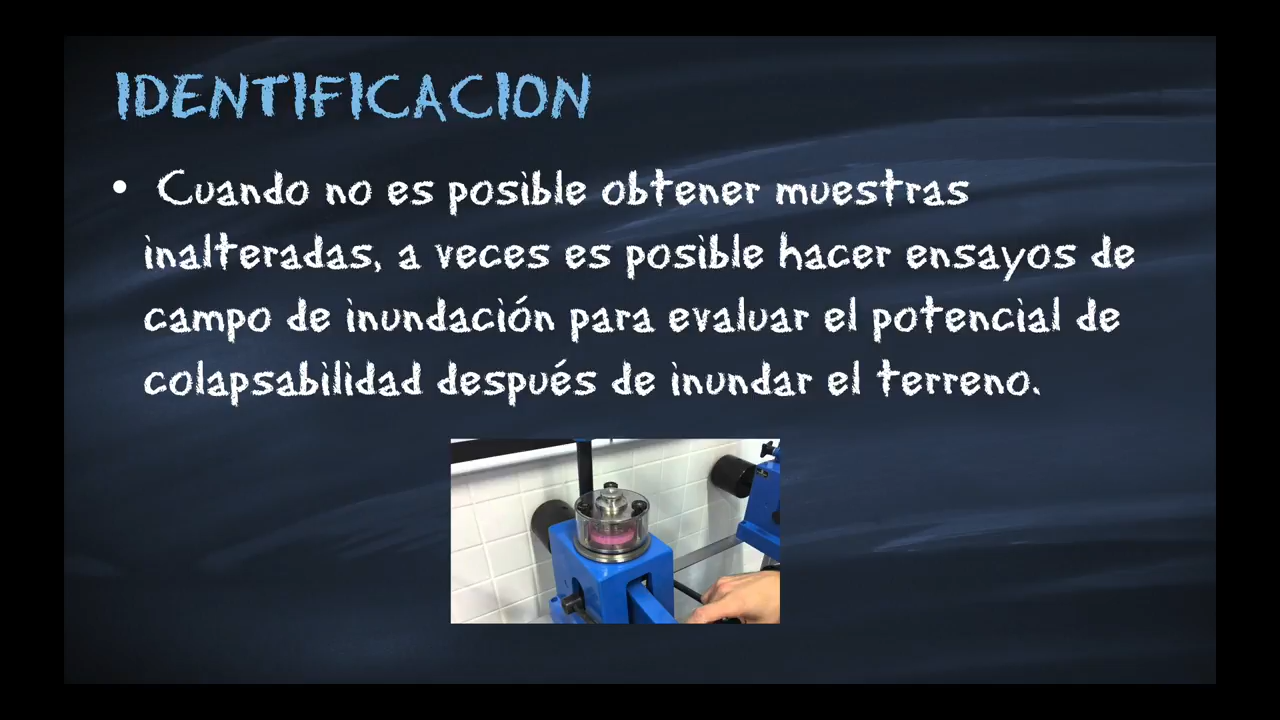 IDENTIFICACION
• Cuando no es posible obtener muestras
inalteradas, a veces es posible hacer ensayos de
campo de inundación para evaluar el potencial de
colapsabilidad después de inundar el terreno.